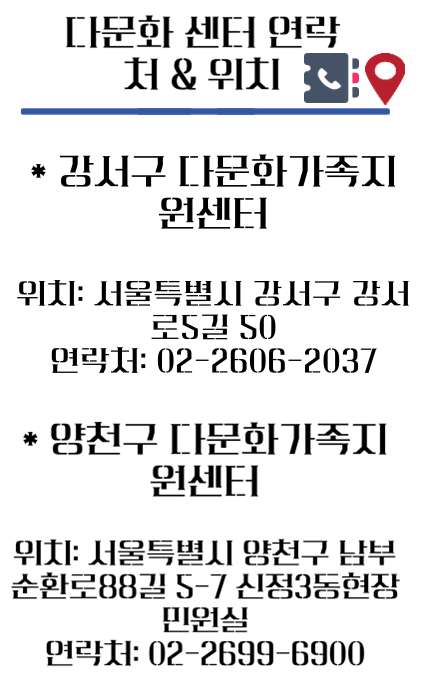 다문화 센터 연락
처 & 위치
* 강서구 다문화가족지
원센터
위치: 서울특별시 강서구 강서
로5길 50
연락처: 02-2606-2037
* 양천구 다문화가족지
원센터
위치: 서울특별시 양천구 남부
순환로88길 5-7 신정3동현장
민원실
연락처: 02-2699-6900